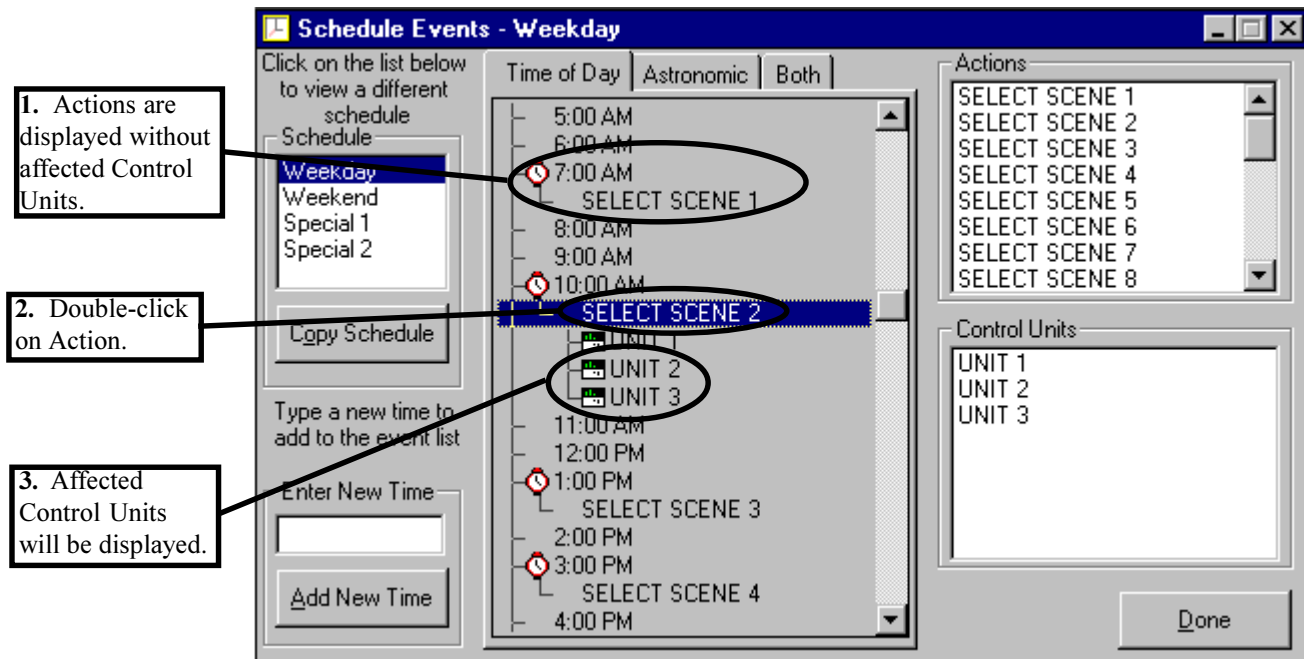 Schedule Events - Weekday
1. Actions are
displayed without
affected Control
Units.
2. Double-click
on Action.
3. Affected
Control Units
will be displayed.
Click on the list below
to view a different
schedule
Schedule
Weekday
Weekend
Special 1
Special 2
Copy Schedule
Type a new time to
add to the event list
Enter New Time
Add New Time
Time of Day
Astronomic
Both
5:00 AM
6:00 AM
7:00 AM
SELECT SCENE 1
8:00 AM
9:00 AM
10:00 AM
SELECT SCENE 2
UNIT 1
UNIT 2
UNIT 3
11:00 AM
12:00 PM
1:00 PM
SELECT SCENE 3
2:00 PM
3:00 PM
SELECT SCENE 4
4:00 PM
Actions
SELECT SCENE 1
SELECT SCENE 2
SELECT SCENE 3
SELECT SCENE 4
SELECT SCENE 5
SELECT SCENE 6
SELECT SCENE 7
SELECT SCENE 8
Control Units
UNIT 1
UNIT 2
UNIT 3
Done